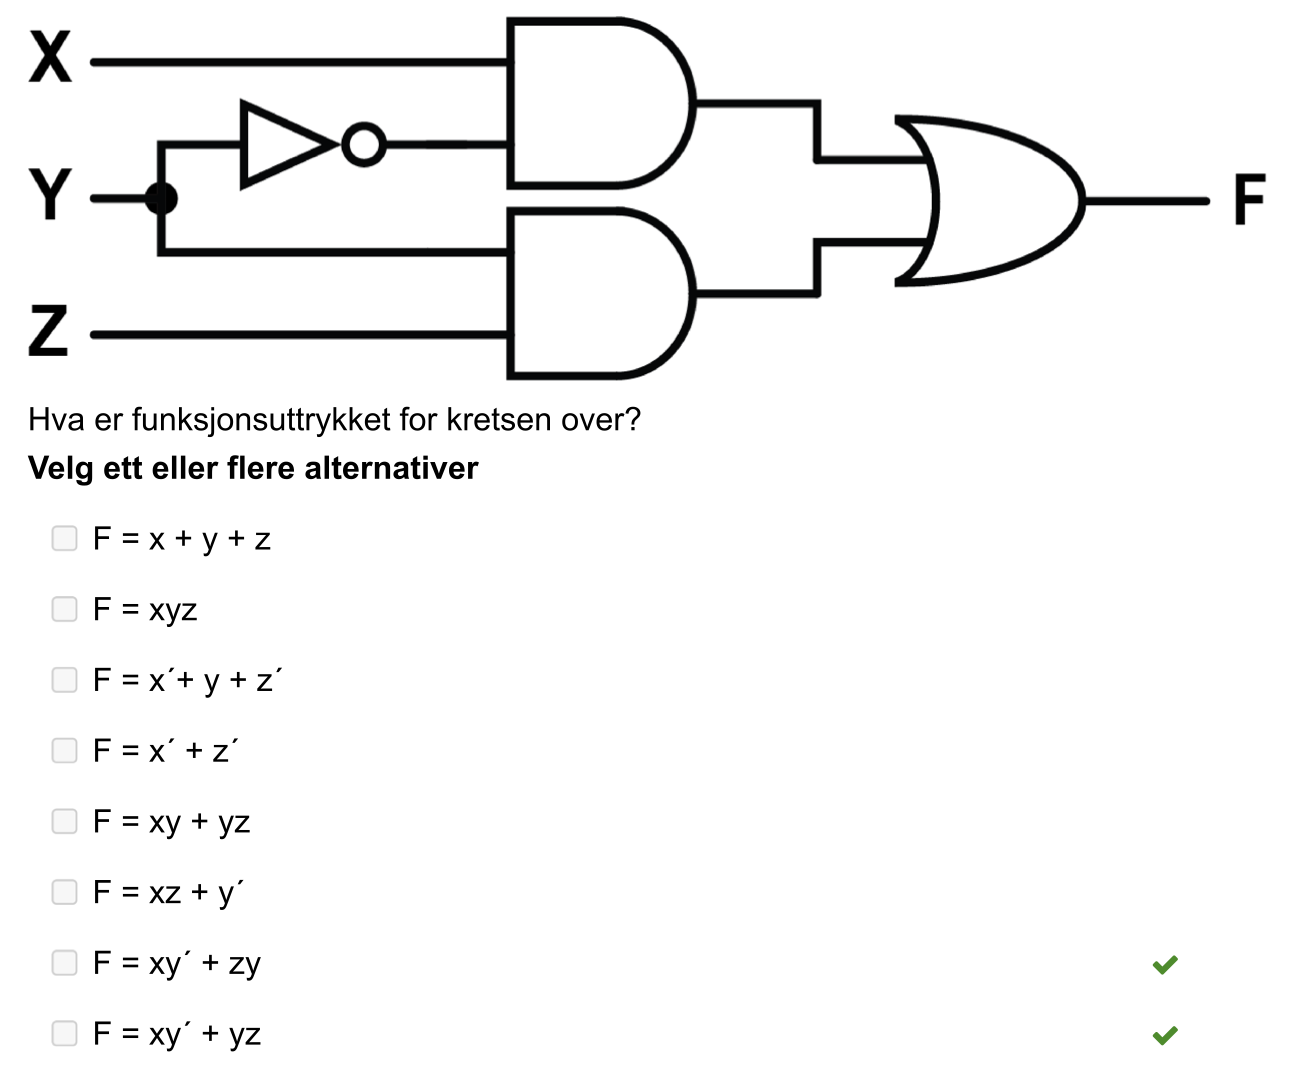 X
Y
Z
F
Hva er funksjonsuttrykket for kretsen over?
Velg ett eller flere alternativer
F = x + y + z
F = xyz
F = x´+ y + z´
F = x´ + z´
F = xy + yz
F = xz + y´
F = xy´ + zy
F = xy´ + yz